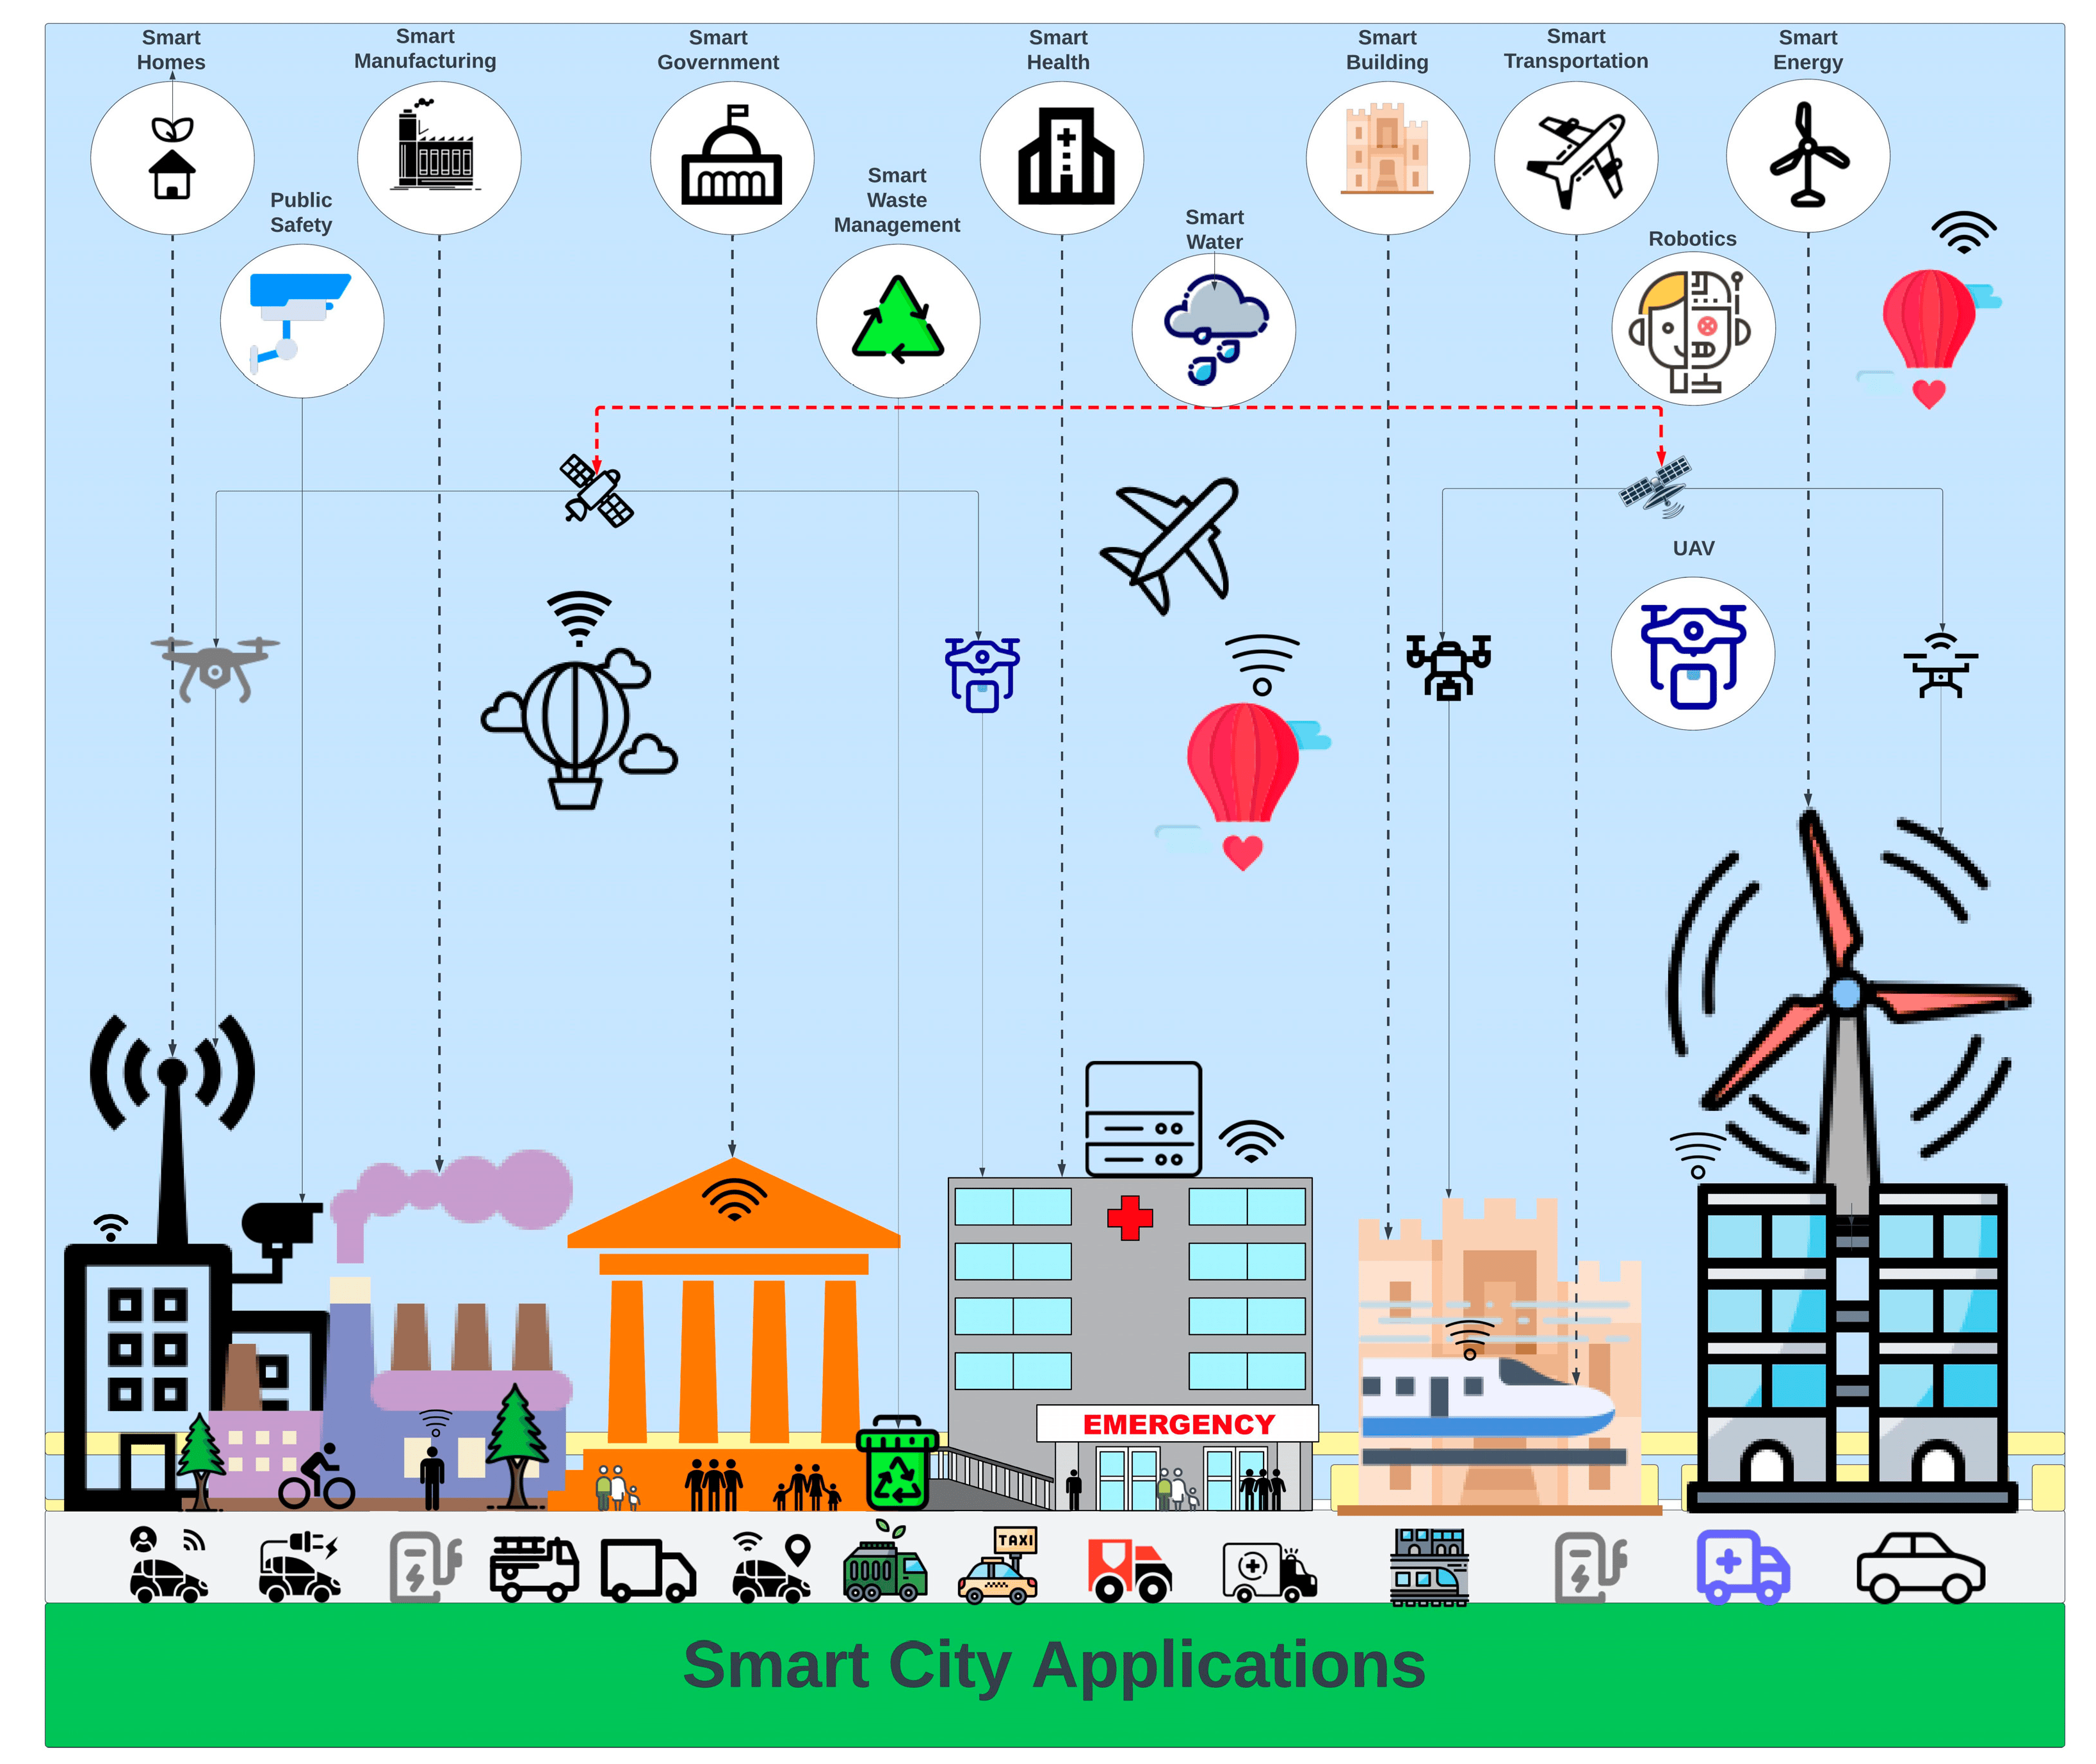 Smart
Homes
Smart
Manufacturing
Smart
Government
Smart
Health
Smart
Building
Smart
Transportation
Smart
Energy
Public
Safety
Smart
Waste
Management
Smart
Water
Robotics
UAV
EMERGENCY
TAXI
Smart City Applications